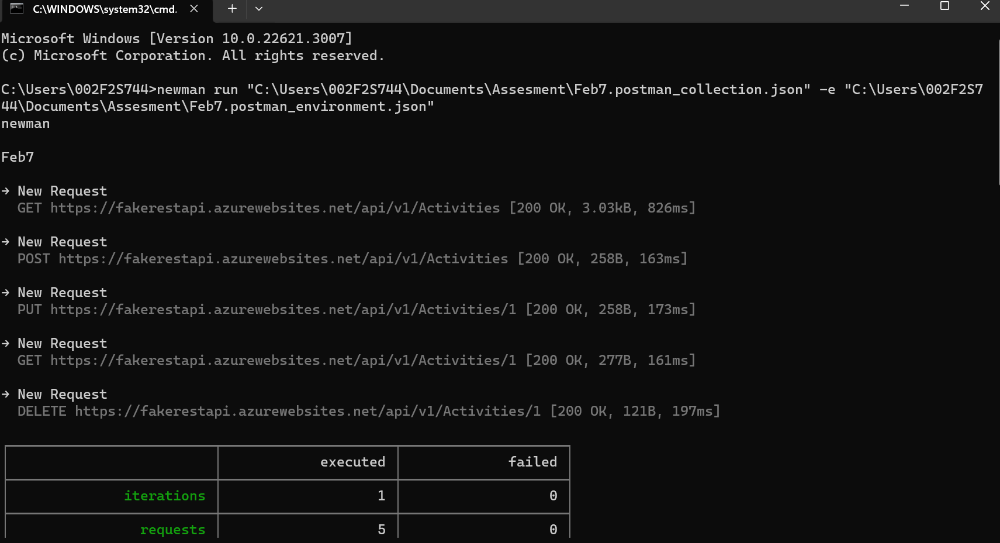 C:\WINDOWS\system32\cmd.
Microsoft Windows [Version 10.0.22621.3007]
(c) Microsoft Corporation. All rights reserved.
C:\Users\002F2S744>newman run "C:\Users\002F2S744\Documents\Assesment\Feb7.postman_collection.json" -e "C:\Users\002F2S7
44\Documents\Assesment\Feb7.postman_environment.json"
newman
Feb7
→ New Request
GET https://fakerestapi.azurewebsites.net/api/v1/Activities [200 OK, 3.03kB, 826ms]
→ New Request
POST https://fakerestapi.azurewebsites.net/api/v1/Activities [200 OK, 258B, 163ms]
→ New Request
PUT https://fakerestapi.azurewebsites.net/api/v1/Activities/1 [200 OK, 258B, 173ms]
→ New Request
GET https://fakerestapi.azurewebsites.net/api/v1/Activities/1 [200 OK, 277B, 161ms]
→ New Request
DELETE https://fakerestapi.azurewebsites.net/api/v1/Activities/1 [200 OK, 121B, 197ms]
executed failed
iterations 1 0
requests 5 0